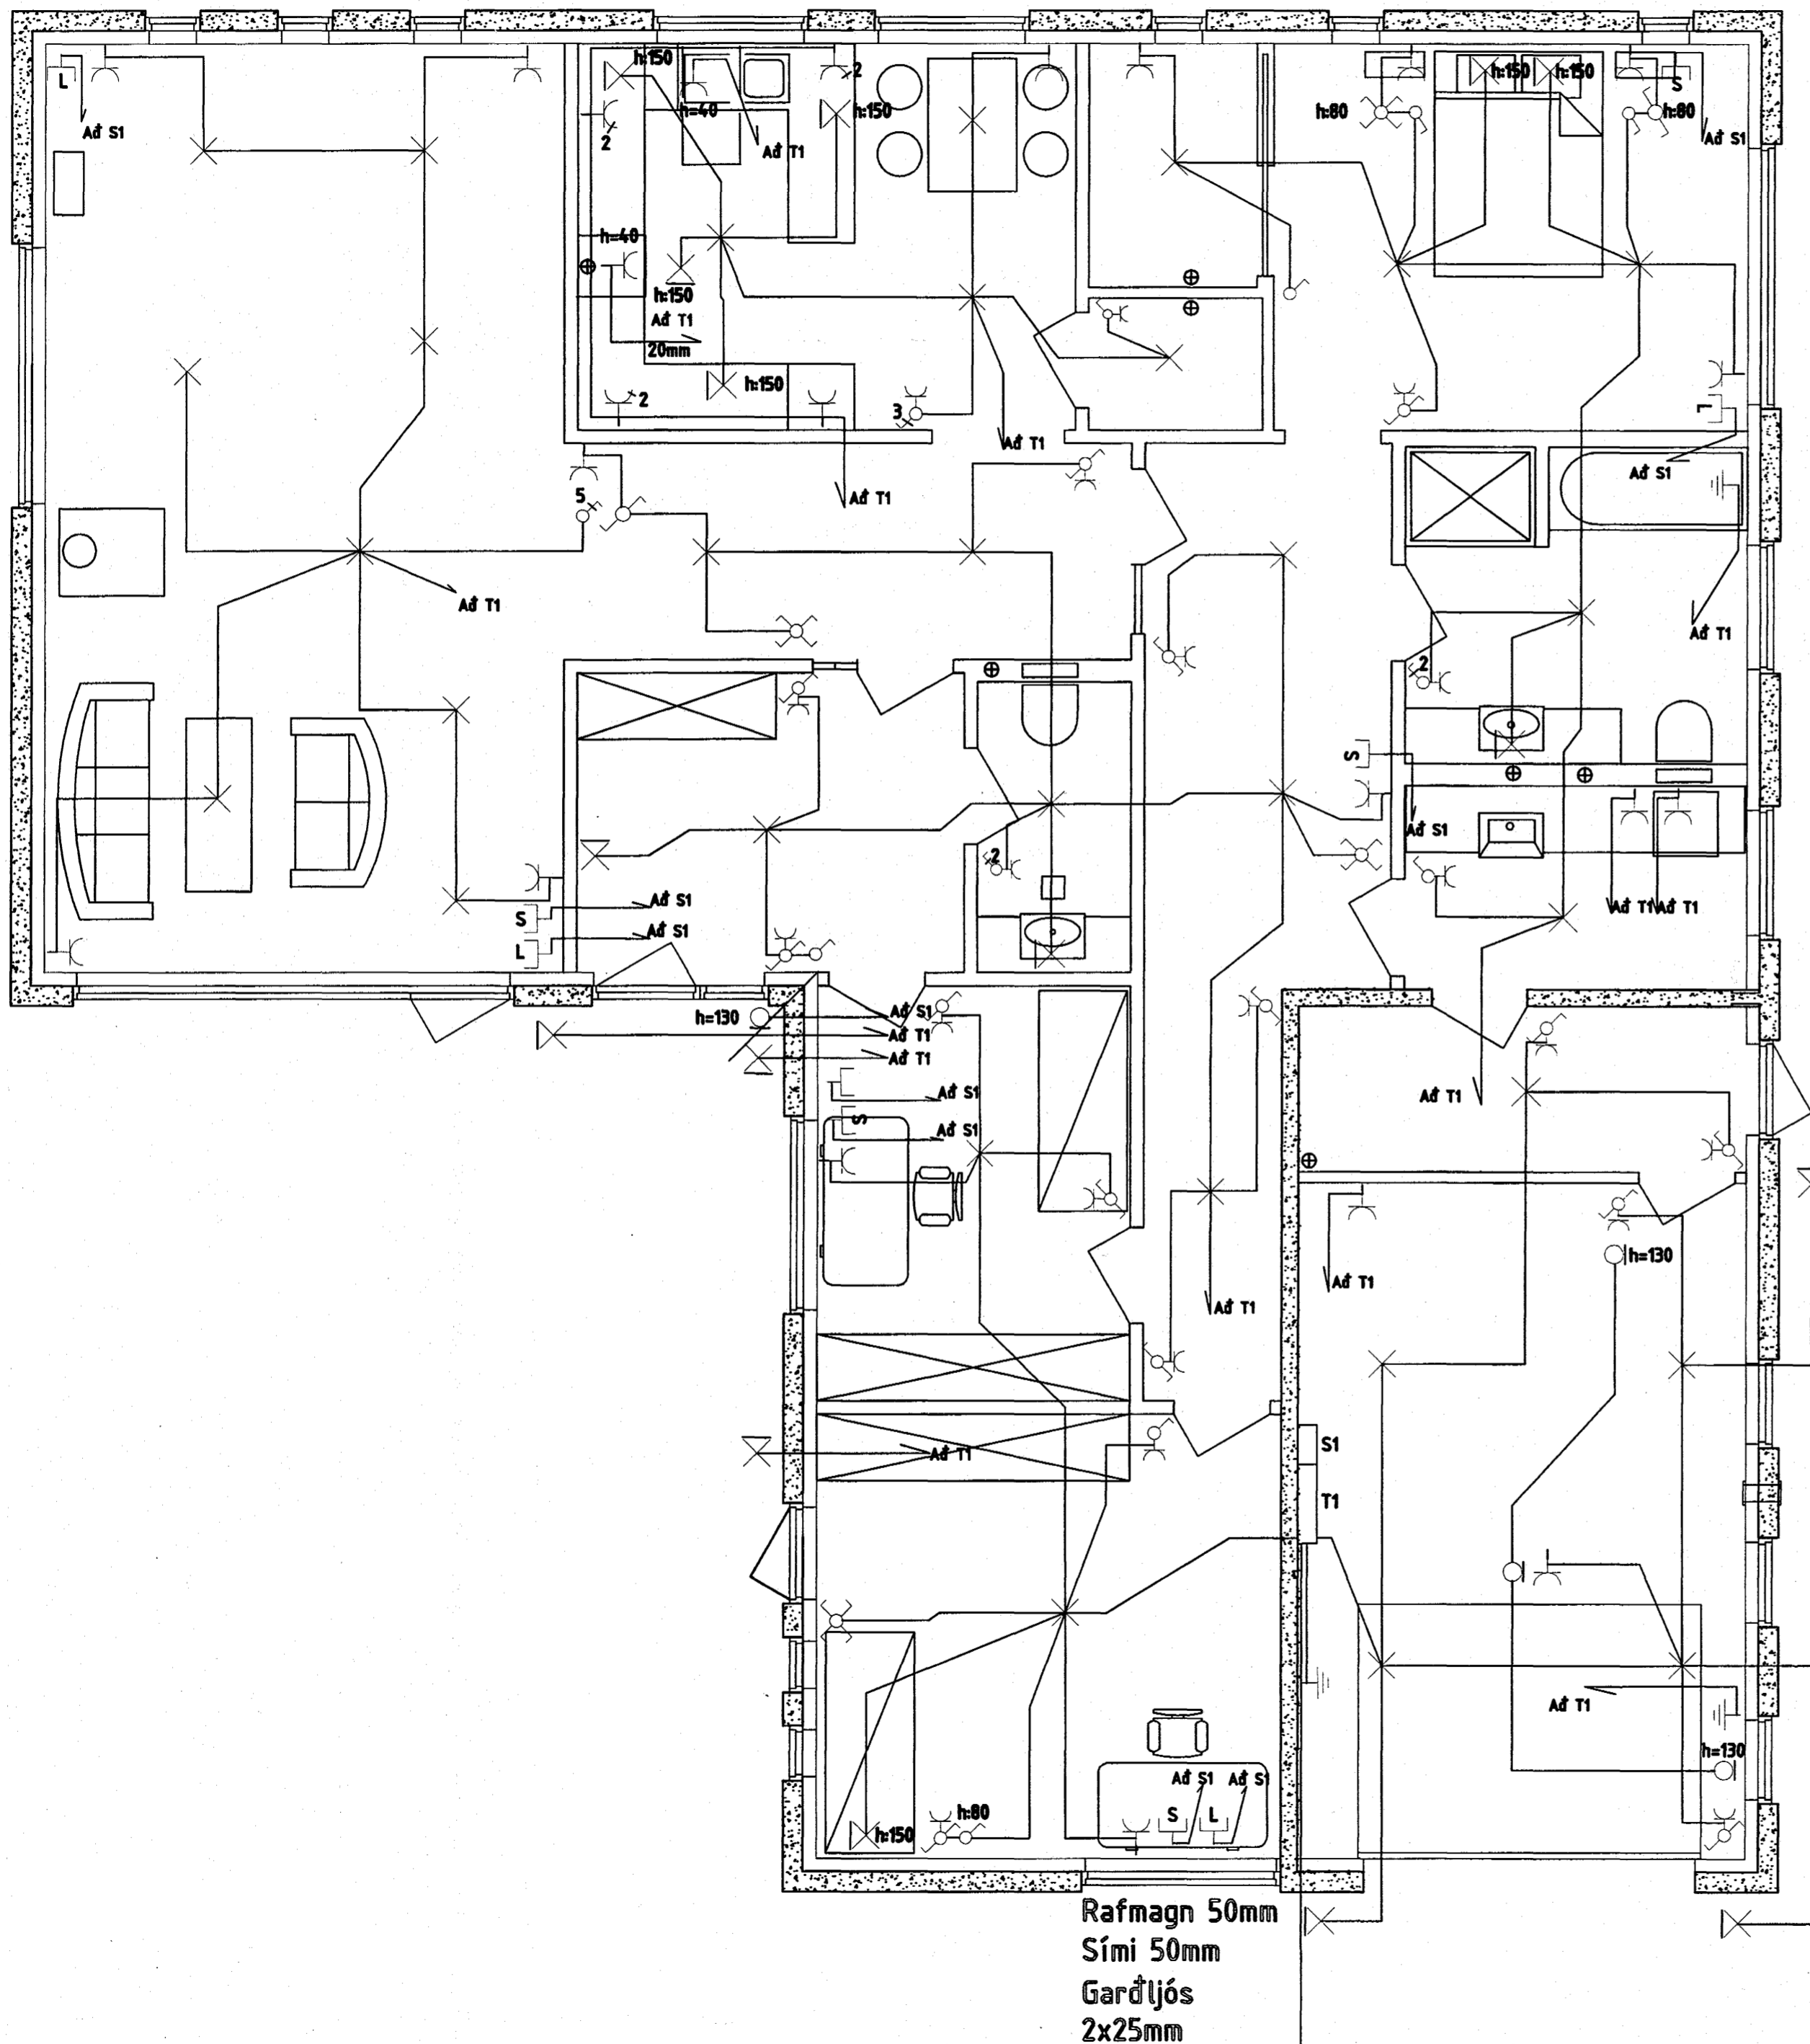 h:150
2
L
h=40
h:150
h:150
h:150
S
h:80
h:80
Að S1
2
Að T1
Að S1
h=40
h:150
Að T1
20mm
h:150
2
3
Að T1
L
Að S1
5
Að T1
Að T1
Að T1
2
S
Að S1
2
Að S1
S
Að S1
L
Að T1
Að T1
h=130
Að S1
Að T1
Að T1
Að S1
Að T1
S
Að S1
h=130
Að T1
Að T1
S1
Að T1
T1
Að T1
h=130
Að S1
Að S1
S
L
h:80
h:150
Rafmagn 50mm
Sími 50mm
Garðljós
2x25mm